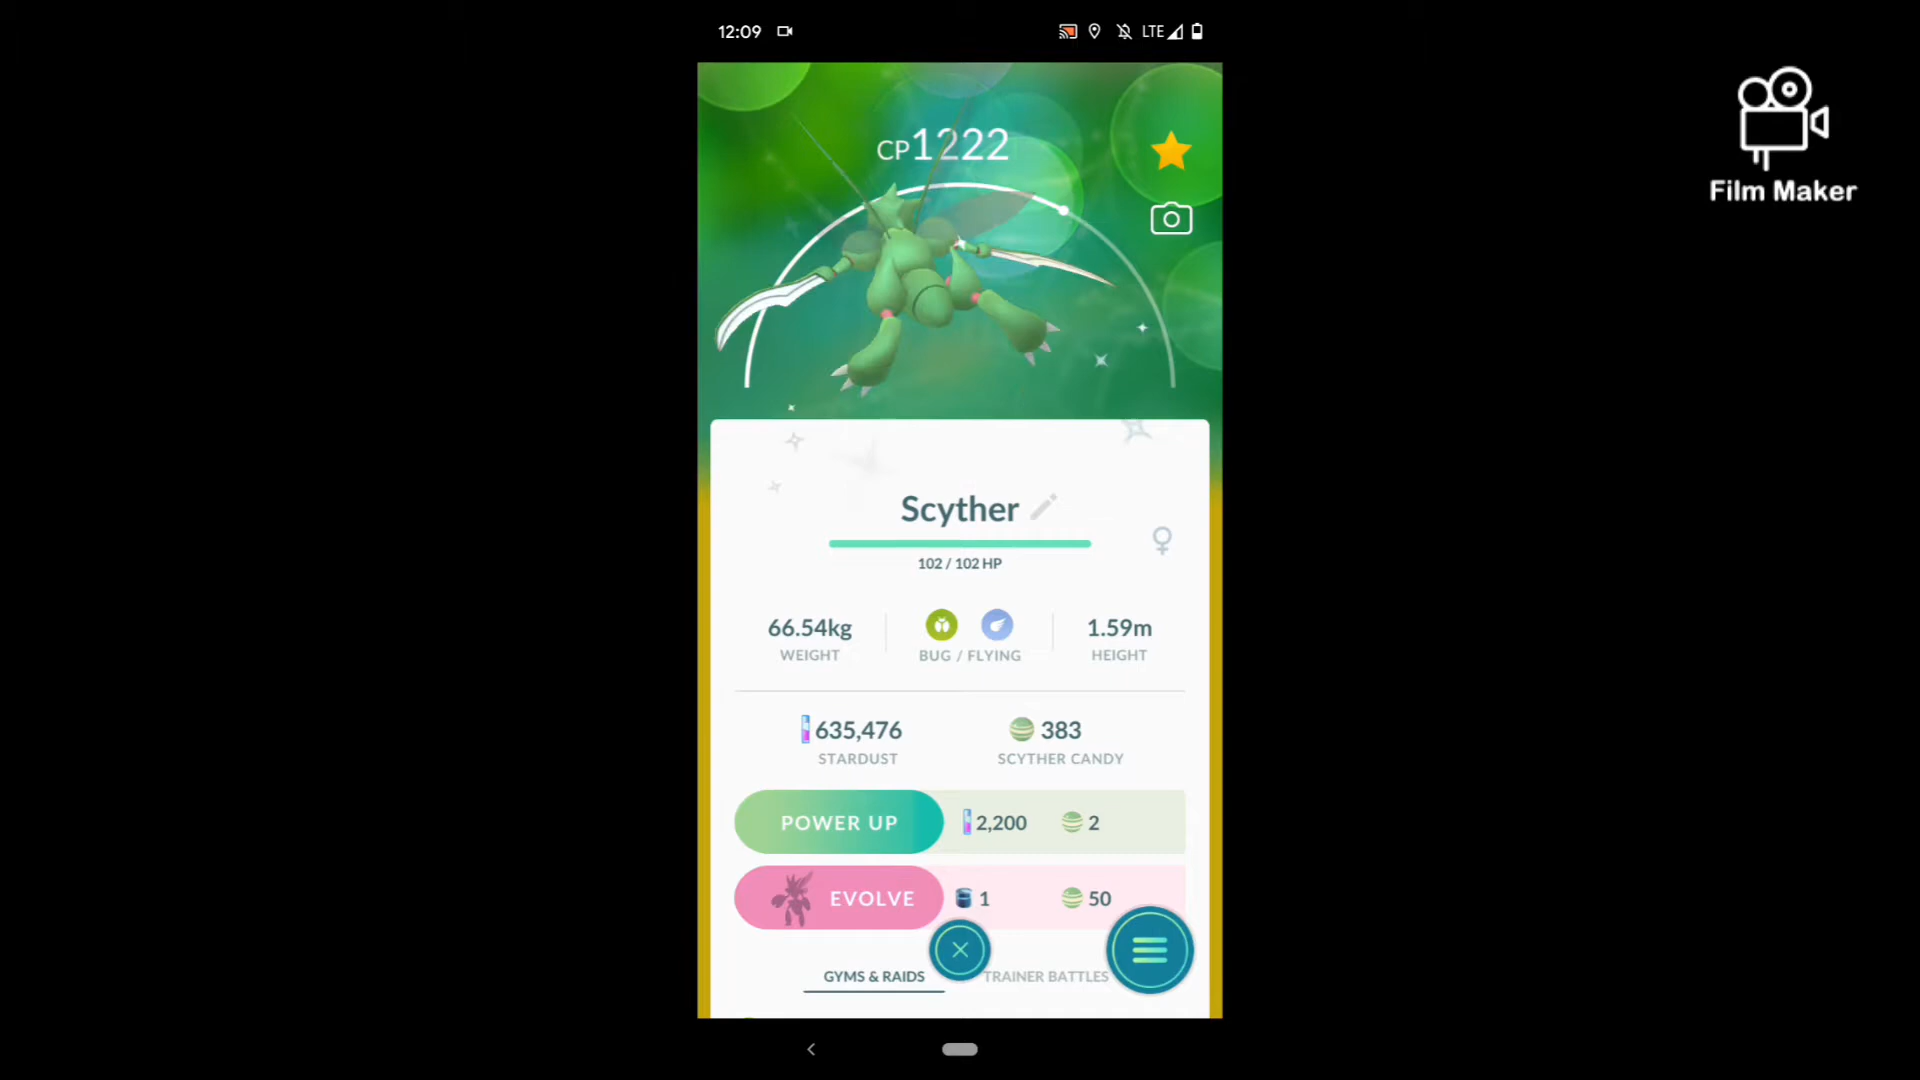 12:09
LTE
CP1222
Film Maker
Scyther
102 / 102 HP
66.54kg
WEIGHT
BUG / FLYING
1.59m
HEIGHT
635,476
STARDUST
383
SCYTHER CANDY
POWER UP
2,200
2
EVOLVE
1
50
GYMS & RAIDS
TRAINER BATTLES